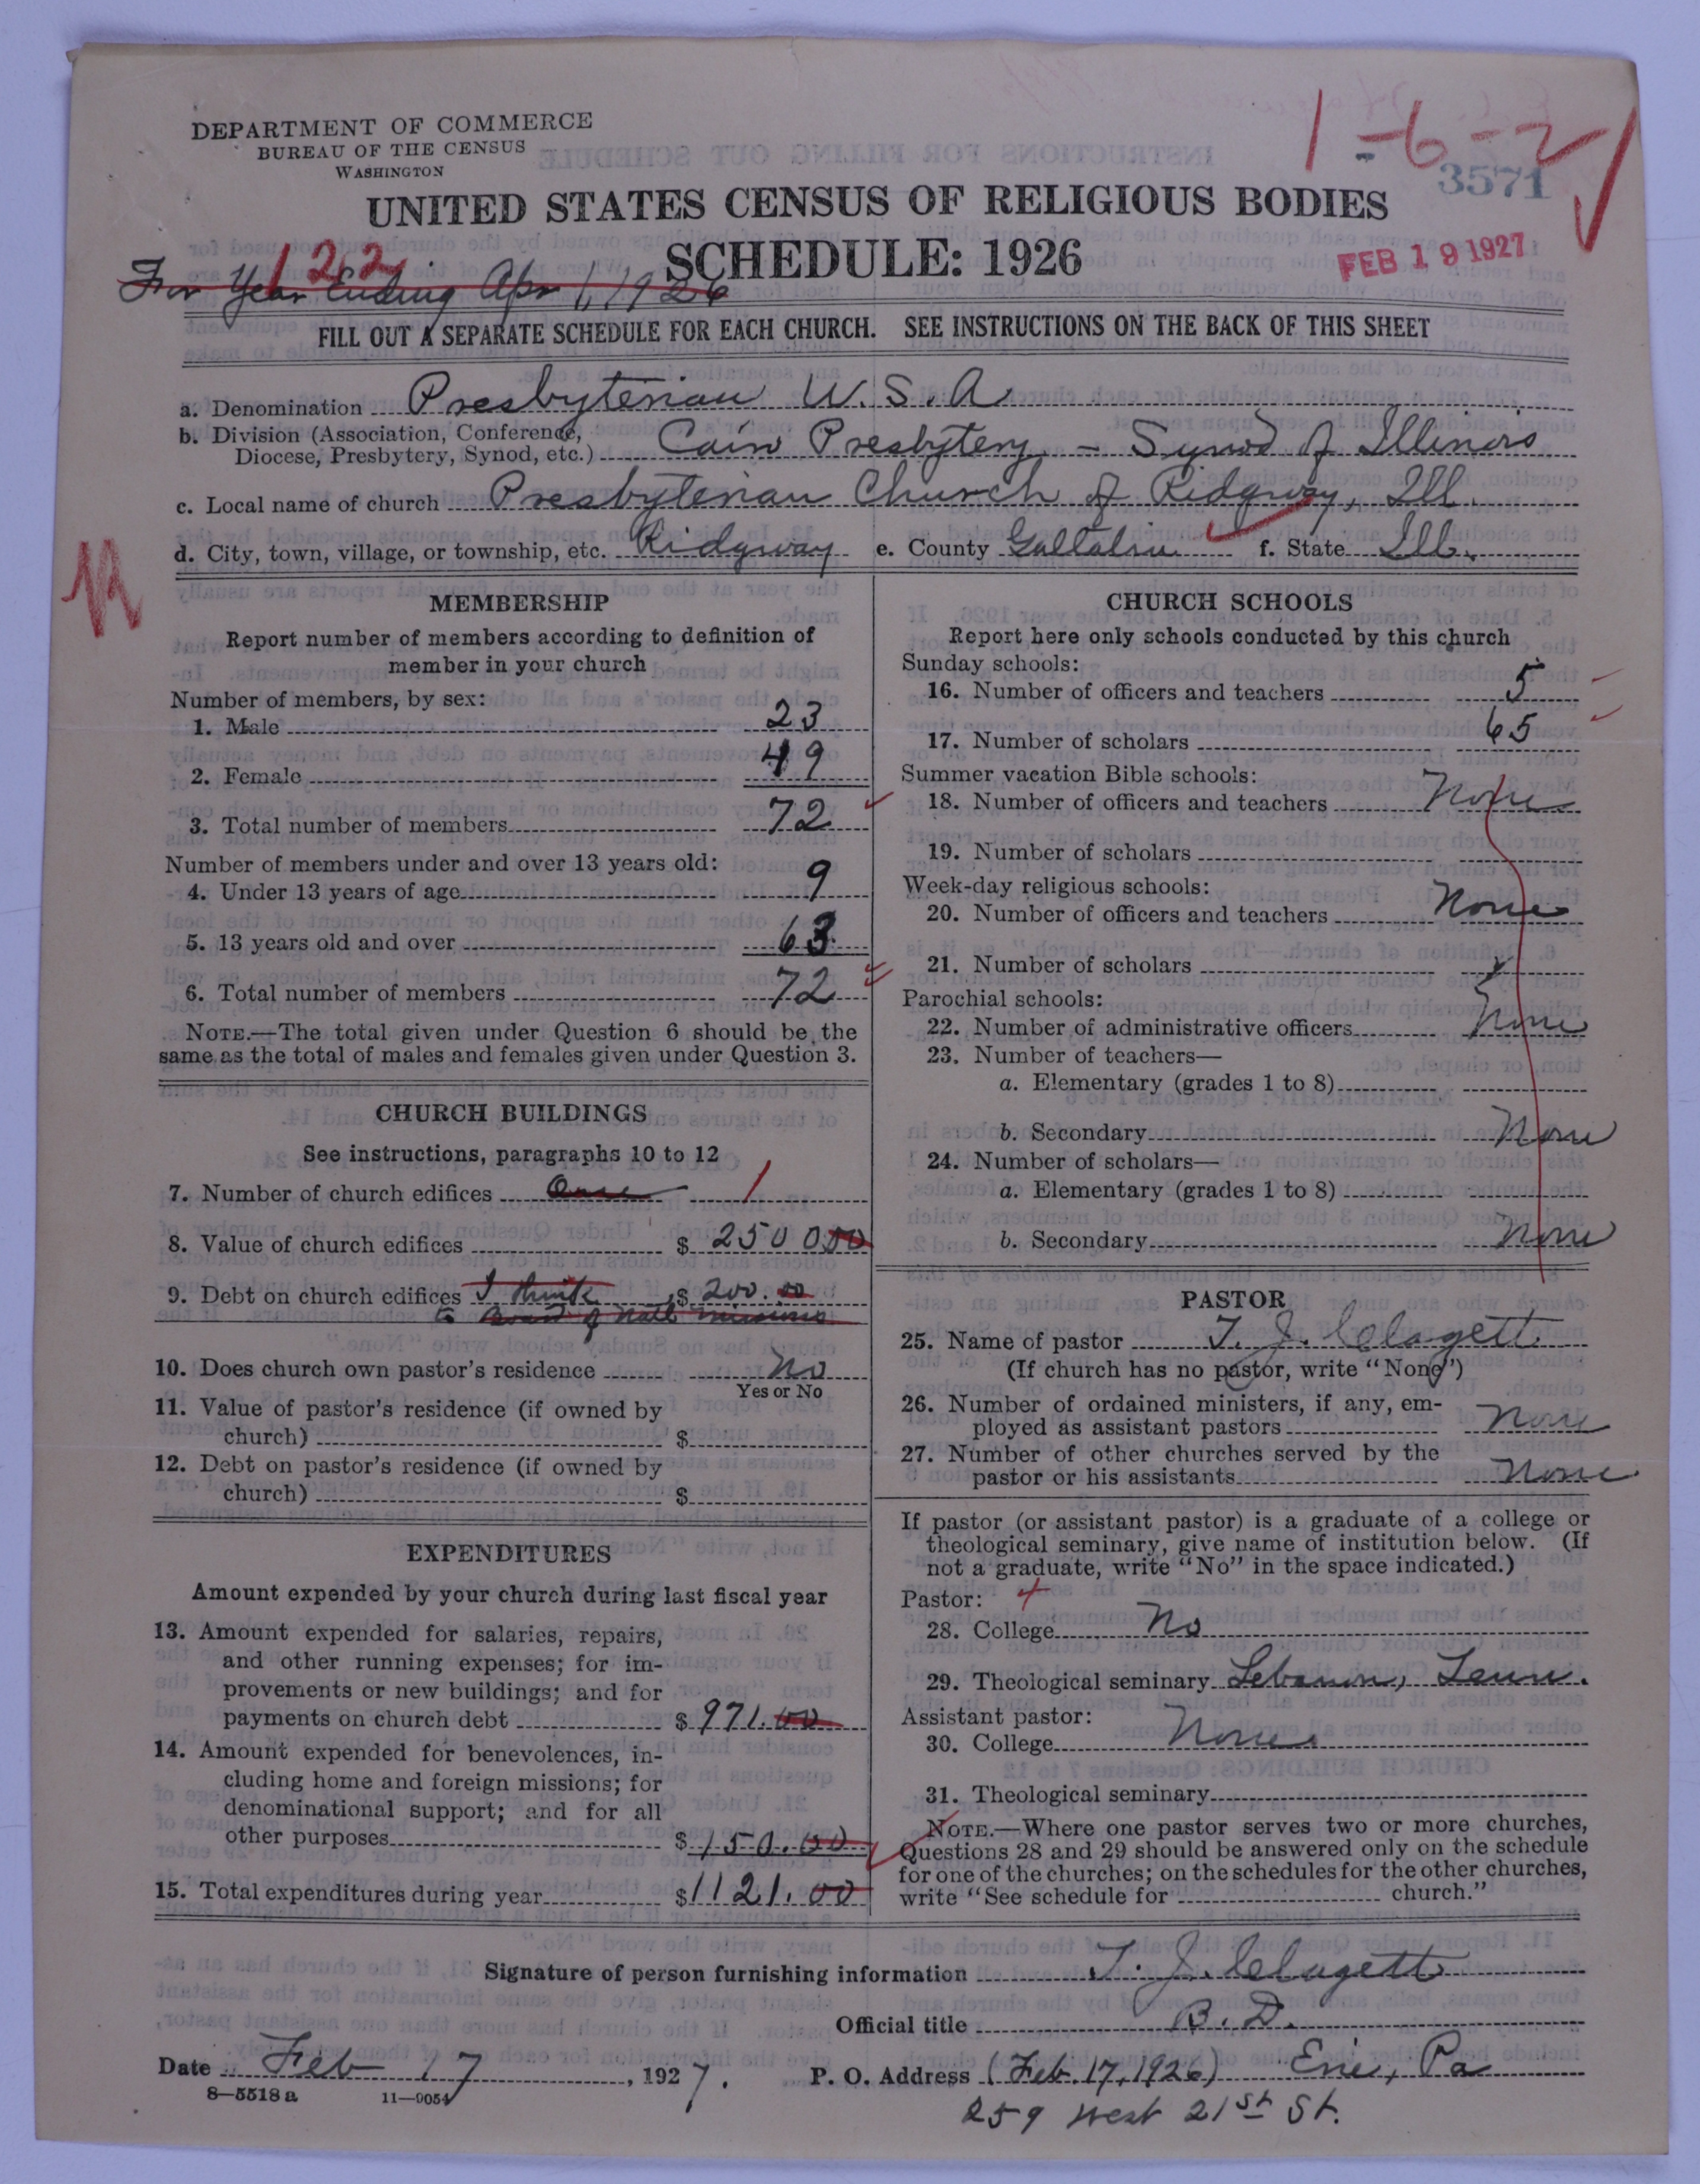 DEPARTMENT OF COMMERCE
BUREAU OF THE CENSUS
WASHINGTON
1-6-2
3571
UNITED STATES CENSUS OF RELIGIOUS BODIES
SCHEDULE: 1926
FEB 19 1927
122
For Year Ending Apr 1, 1926
FILL OUT A SEPARATE SCHEDULE FOR EACH CHURCH. SEE INSTRUCTIONS ON THE BACK OF THIS SHEET
a. Denomination Presbyterian U.S.A
b. Division (Association, Conference, Diocese, Presbytery, Synod, etc.) Cairo Presbytery - Synod of Illinois
c. Local name of church Presbyterian Church of Ridgway, Ill.
d. City, town, village, or township, etc. Ridgway e. County Gallatin f. State Ill.
MEMBERSHIP
Report number of members according to definition of
member in your church
Number of members, by sex:
1. Male 23
2. Female 49
3. Total number of members 72
Number of members under and over 13 years old:
4. Under 13 years of age 9
5. 13 years old and over 63
6. Total number of members 72
NOTE.—The total given under Question 6 should be the
same as the total of males and females given under Question 3.
CHURCH BUILDINGS
See instructions, paragraphs 10 to 12
7. Number of church edifices One 1
8. Value of church edifices $ 2500 00
9. Debt on church edifices I think $ 200.00
to Board of Natl missions
10. Does church own pastor's residence No
Yes or No
11. Value of pastor's residence (if owned by
church) $
12. Debt on pastor's residence (if owned by
church) $
EXPENDITURES
Amount expended by your church during last fiscal year
13. Amount expended for salaries, repairs,
and other running expenses; for im-
provements or new buildings; and for
payments on church debt $ 971.00
14. Amount expended for benevolences, in-
cluding home and foreign missions; for
denominational support; and for all
other purposes $ 150.00
15. Total expenditures during year $ 1121.00
CHURCH SCHOOLS
Report here only schools conducted by this church
Sunday schools:
16. Number of officers and teachers 5
17. Number of scholars 65
Summer vacation Bible schools:
18. Number of officers and teachers None
19. Number of scholars
Week-day religious schools:
20. Number of officers and teachers None
21. Number of scholars
Parochial schools:
22. Number of administrative officers None
23. Number of teachers—
a. Elementary (grades 1 to 8)
b. Secondary None
24. Number of scholars—
a. Elementary (grades 1 to 8)
b. Secondary None
PASTOR
25. Name of pastor T. J. Clagett
(If church has no pastor, write "None")
26. Number of ordained ministers, if any, em-
ployed as assistant pastors None
27. Number of other churches served by the
pastor or his assistants None
If pastor (or assistant pastor) is a graduate of a college or
theological seminary, give name of institution below. (If
not a graduate, write "No" in the space indicated.)
Pastor:
28. College No
29. Theological seminary Lebanon, Tenn.
Assistant pastor:
30. College None
31. Theological seminary
NOTE.—Where one pastor serves two or more churches,
Questions 28 and 29 should be answered only on the schedule
for one of the churches; on the schedules for the other churches,
write "See schedule for church."
Signature of person furnishing information T. J. Clagett
Official title B. D.
Date Feb 17, 1927. P. O. Address (Feb. 17, 1926) Erie, Pa
8—5518a 11—9054
259 West 21st St.